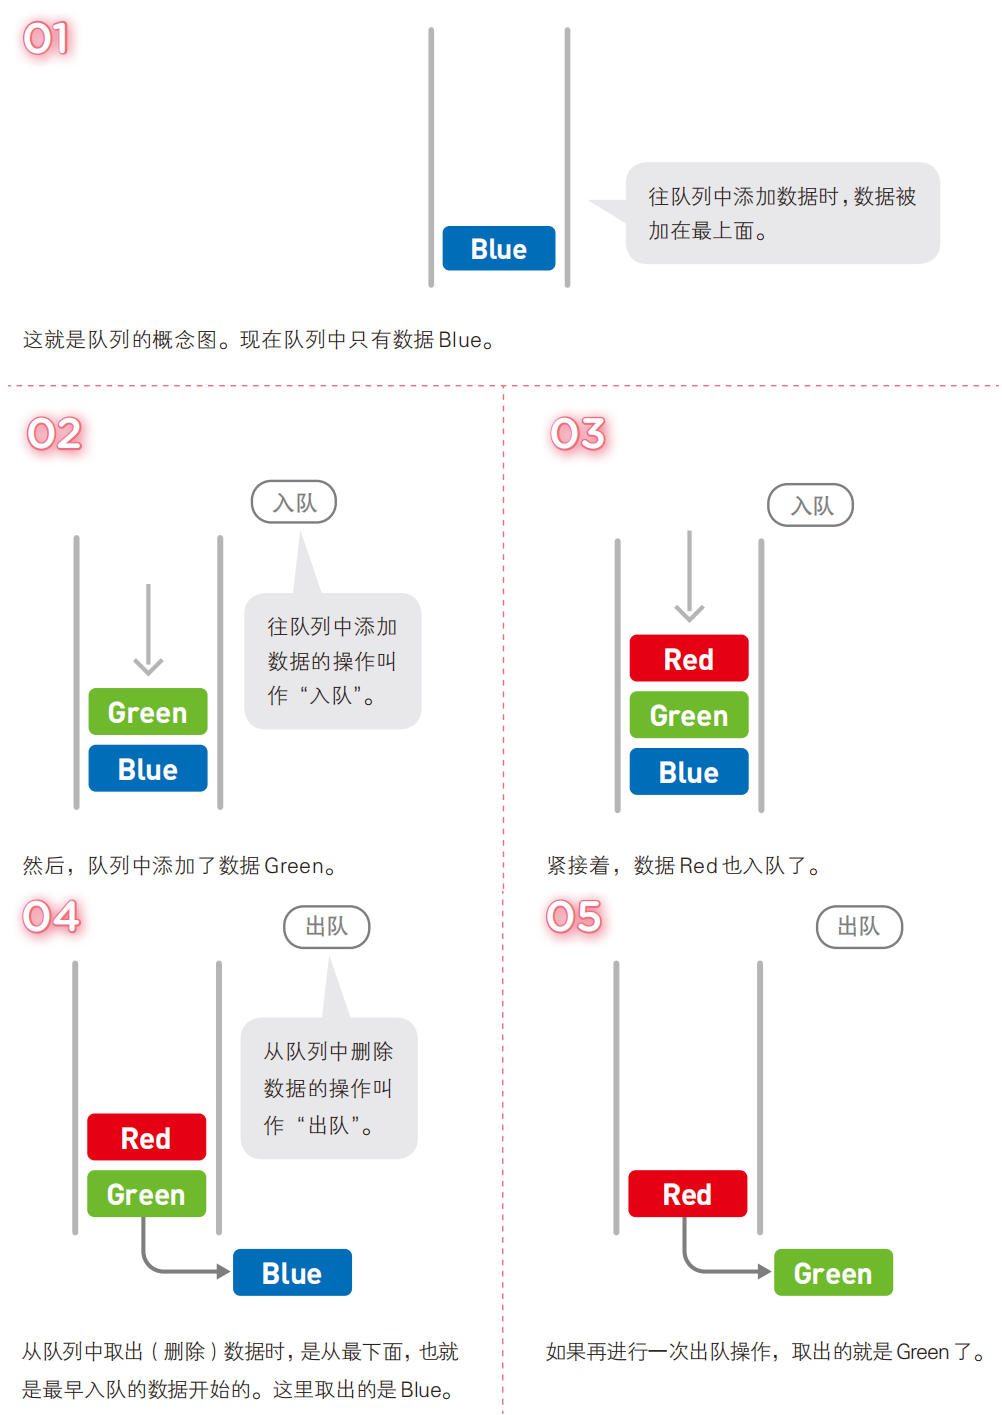 01
往队列中添加数据时，数据被
加在最上面。
Blue
这就是队列的概念图。现在队列中只有数据 Blue。
02
入队
往队列中添加
数据的操作叫
作“入队”。
Green
Blue
然后，队列中添加了数据 Green。
03
入队
Red
Green
Blue
紧接着，数据 Red 也入队了。
04
出队
从队列中删除
数据的操作叫
作“出队”。
Red
Green
Blue
从队列中取出（删除）数据时，是从最下面，也就
是最早入队的数据开始的。这里取出的是 Blue。
05
出队
Red
Green
如果再进行一次出队操作，取出的就是 Green 了。